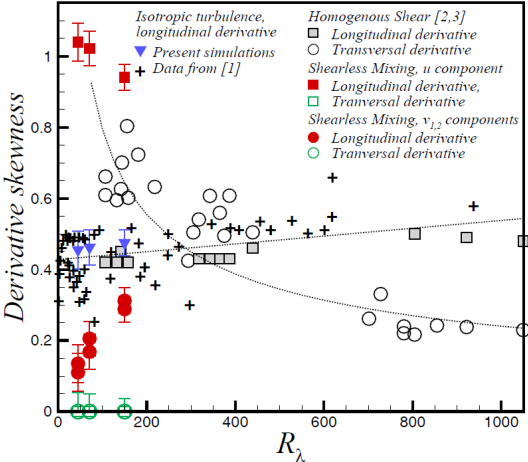 Isotropic turbulence,
longitudinal derivative
Present simulations
Data from [1]
Homogenous Shear [2,3]
Longitudinal derivative
Transversal derivative
Shearless Mixing, u component
Longitudinal derivative,
Tranversal derivative
Shearless Mixing, v1,2 components
Longitudinal derivative
Tranversal derivative
Derivative skewness
1
0.8
0.6
0.4
0.2
0
0 200 400 600 800 1000
Rλ